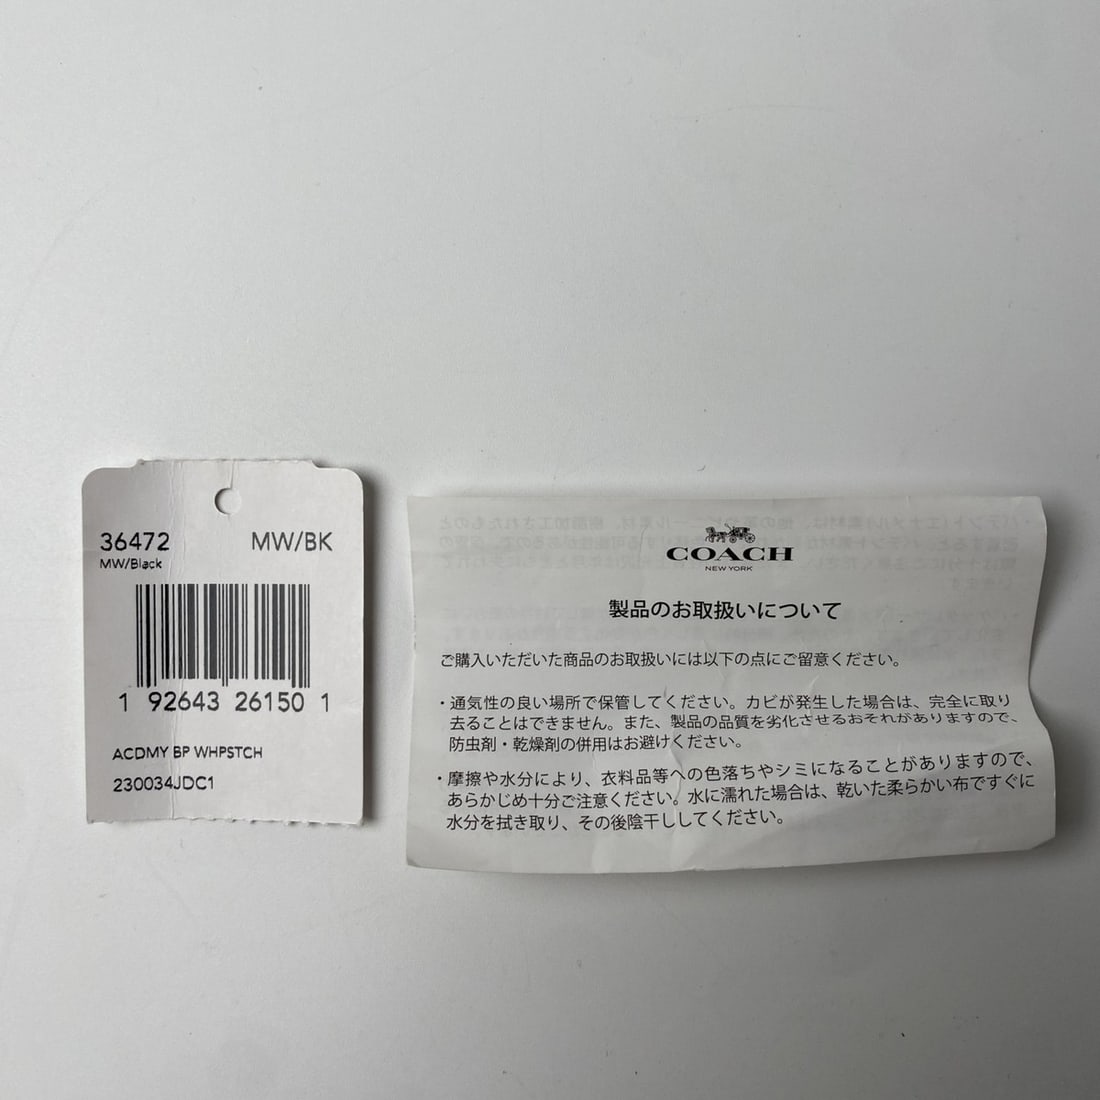 36472 MW/BK
MW/Black
1 92643 26150 1
ACDMY BP WHPSTCH
230034JDC1
COACH
NEW YORK
製品のお取扱いについて
ご購入いただいた商品のお取扱いには以下の点にご留意ください。
・通気性の良い場所で保管してください。カビが発生した場合は、完全に取り
去ることはできません。また、製品の品質を劣化させるおそれがありますので、
防虫剤・乾燥剤の併用はお避けください。
・摩擦や水分により、衣料品等への色落ちやシミになることがありますので、
あらかじめ十分ご注意ください。水に濡れた場合は、乾いた柔らかい布ですぐに
水分を拭き取り、その後陰干ししてください。